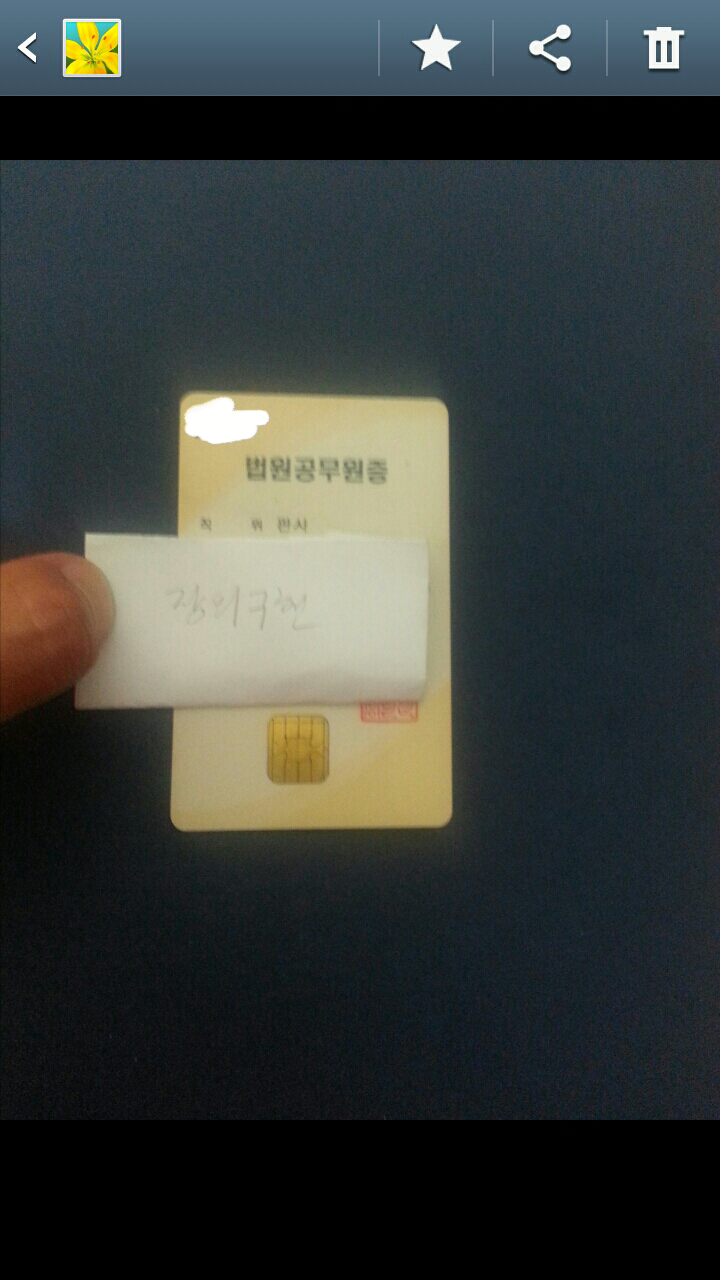 법원공무원증
직 위 판사
정의구현